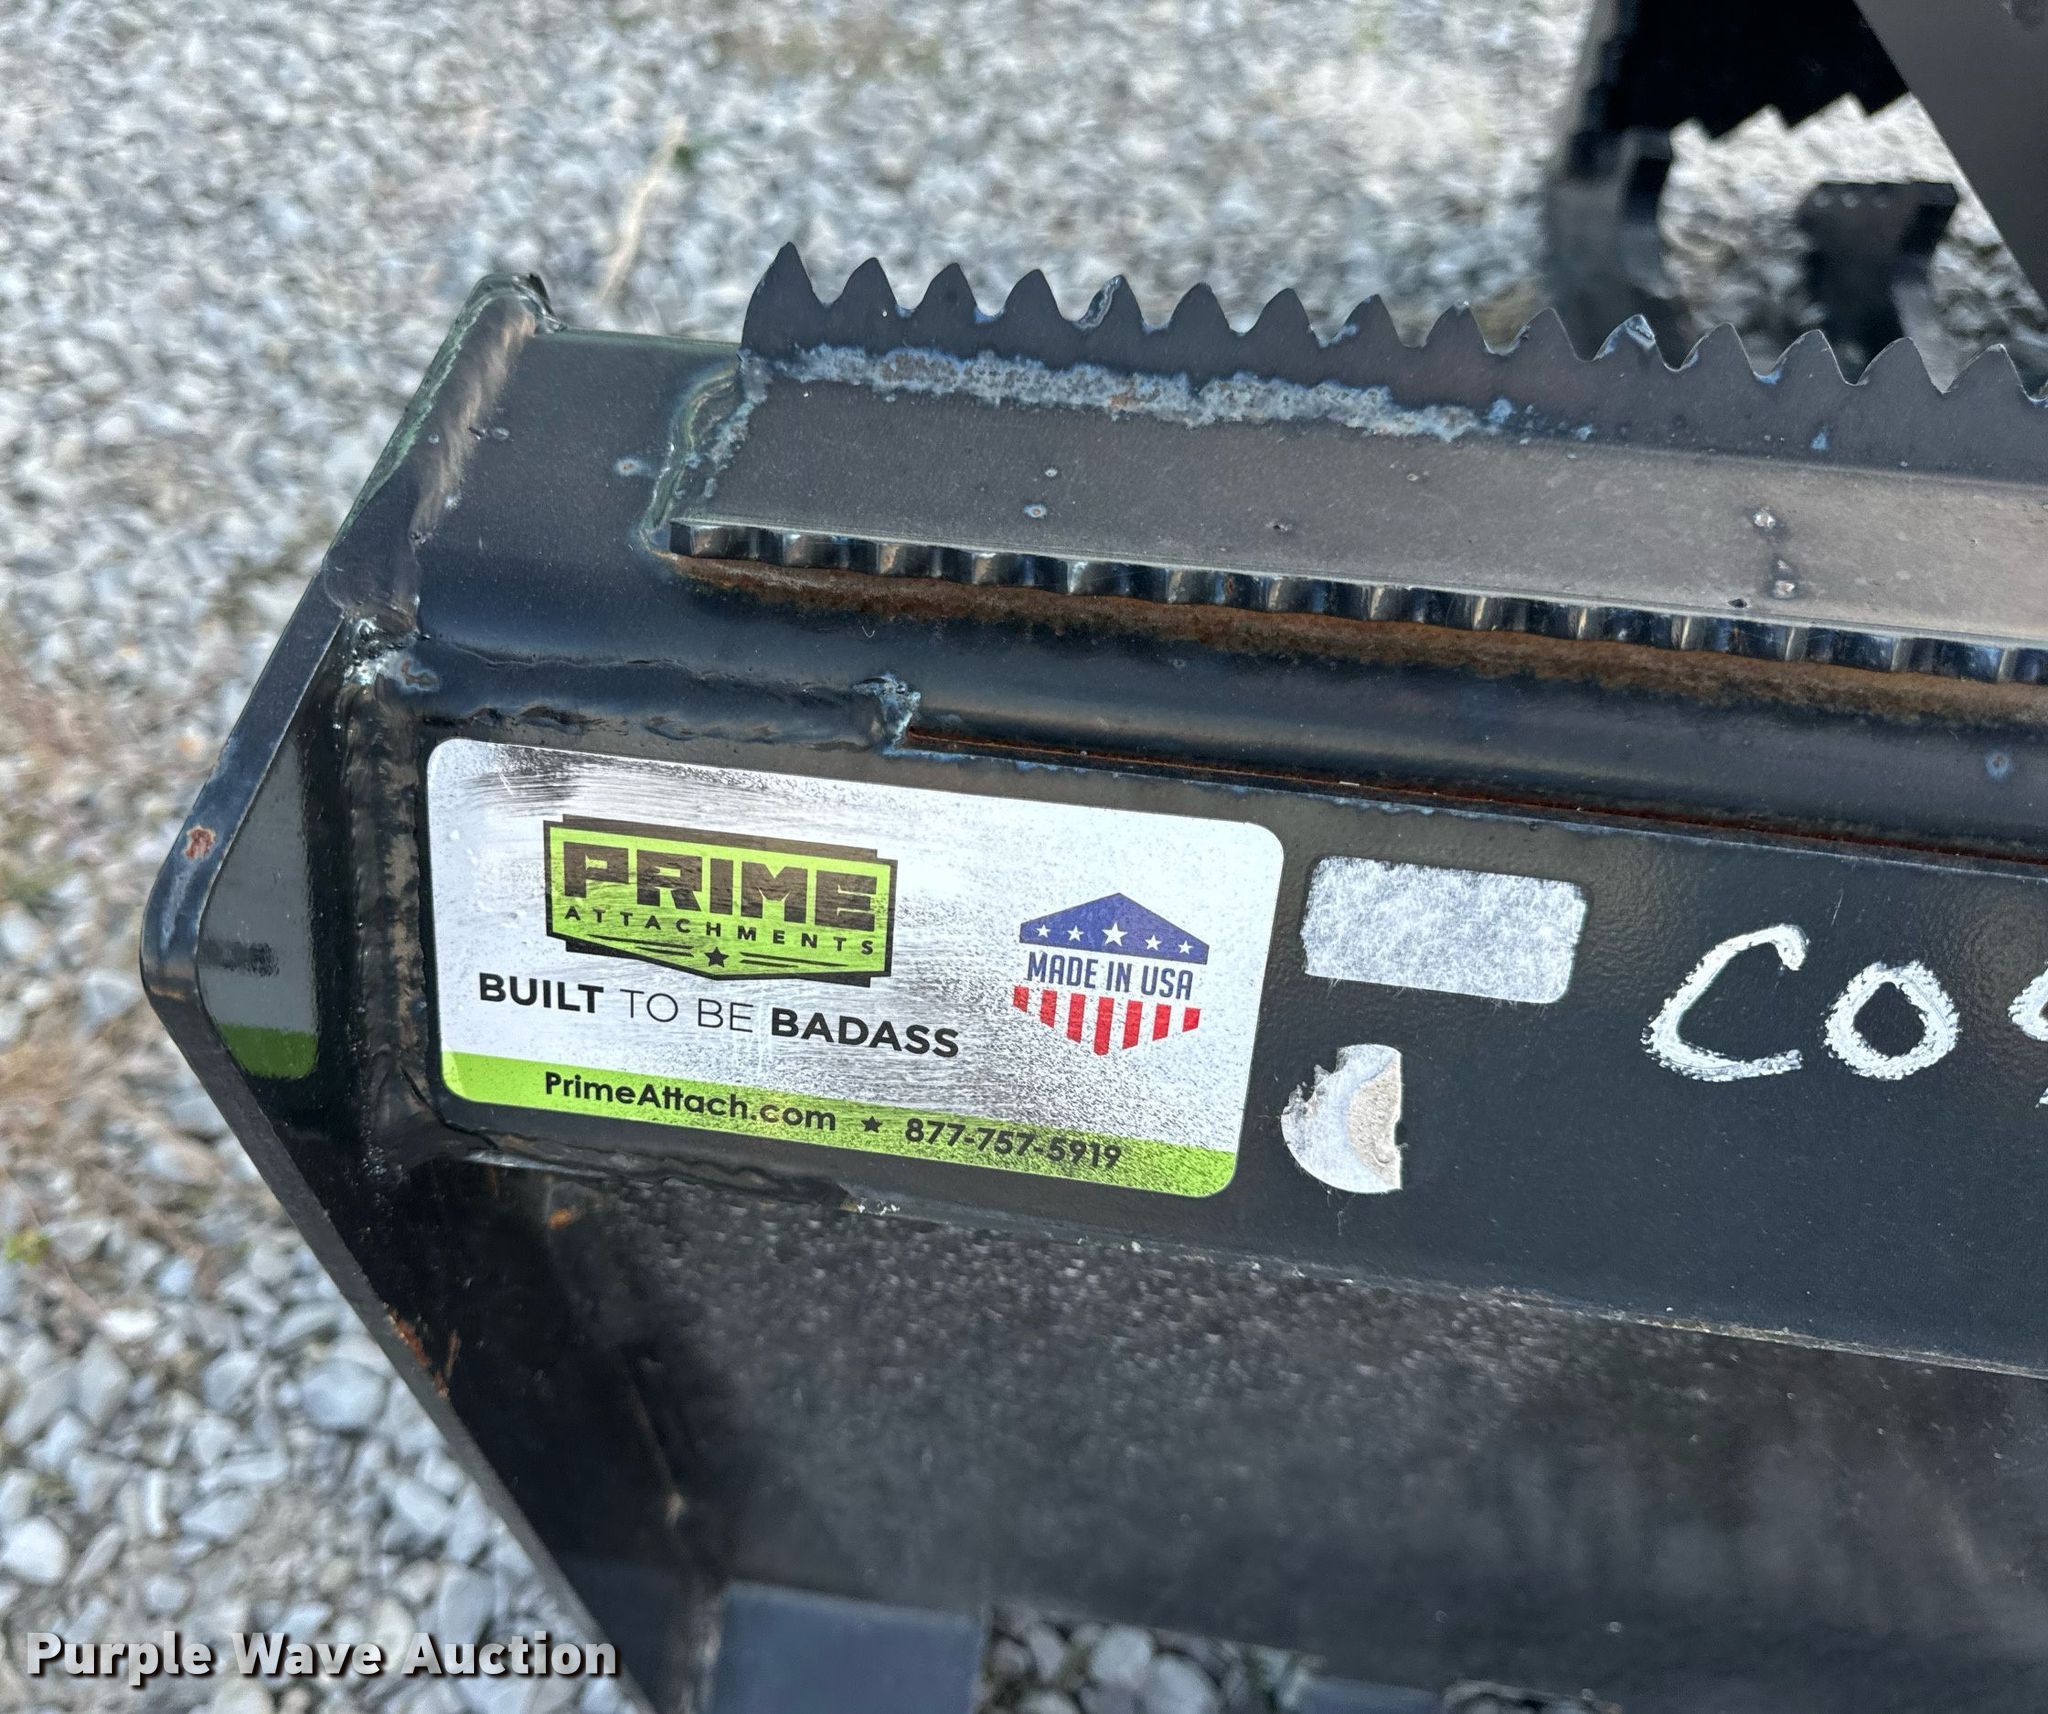 PRIME
ATTACHMENTS
BUILT TO BE BADASS
MADE IN USA
PrimeAttach.com ★ 877-757-5919
Purple Wave Auction